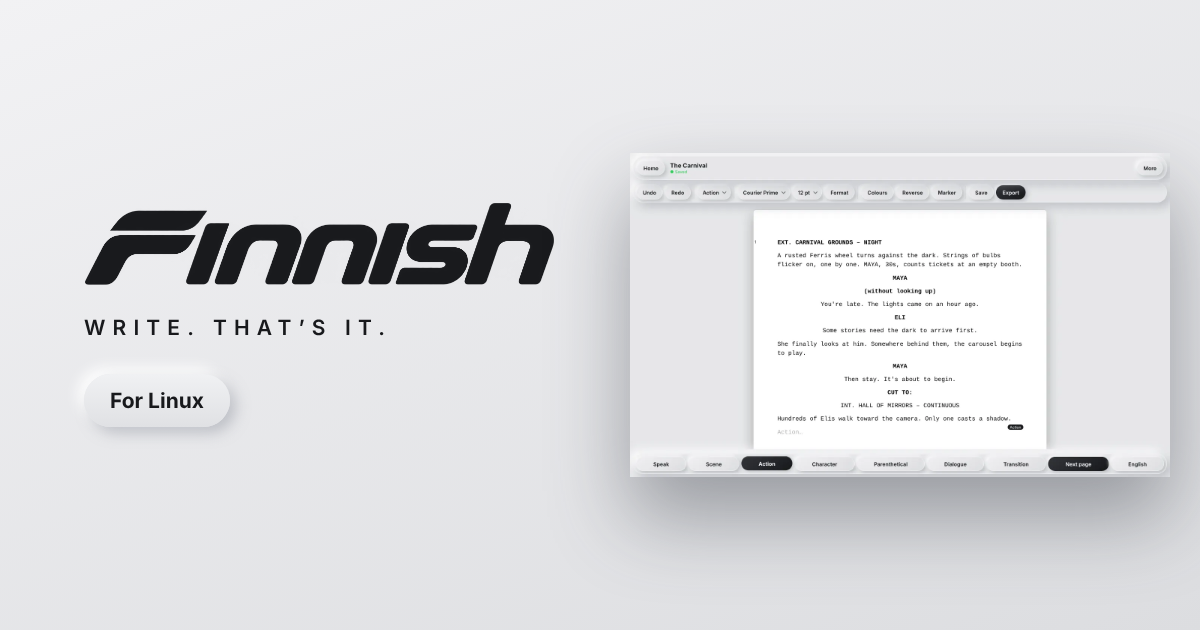 Finnish
WRITE. THAT’S IT.
For Linux
Home
The Carnival
Saved
More
Undo Redo Action Courier Prime 12 pt Format Colours Reverse Marker Save Export
EXT. CARNIVAL GROUNDS – NIGHT
A rusted Ferris wheel turns against the dark. Strings of bulbs
flicker on, one by one. MAYA, 30s, counts tickets at an empty booth.
MAYA
(without looking up)
You're late. The lights came on an hour ago.
ELI
Some stories need the dark to arrive first.
She finally looks at him. Somewhere behind them, the carousel begins
to play.
MAYA
Then stay. It's about to begin.
CUT TO:
INT. HALL OF MIRRORS – CONTINUOUS
Hundreds of Elis walk toward the camera. Only one casts a shadow.
Action…
Action
Speak Scene Action Character Parenthetical Dialogue Transition Next page English